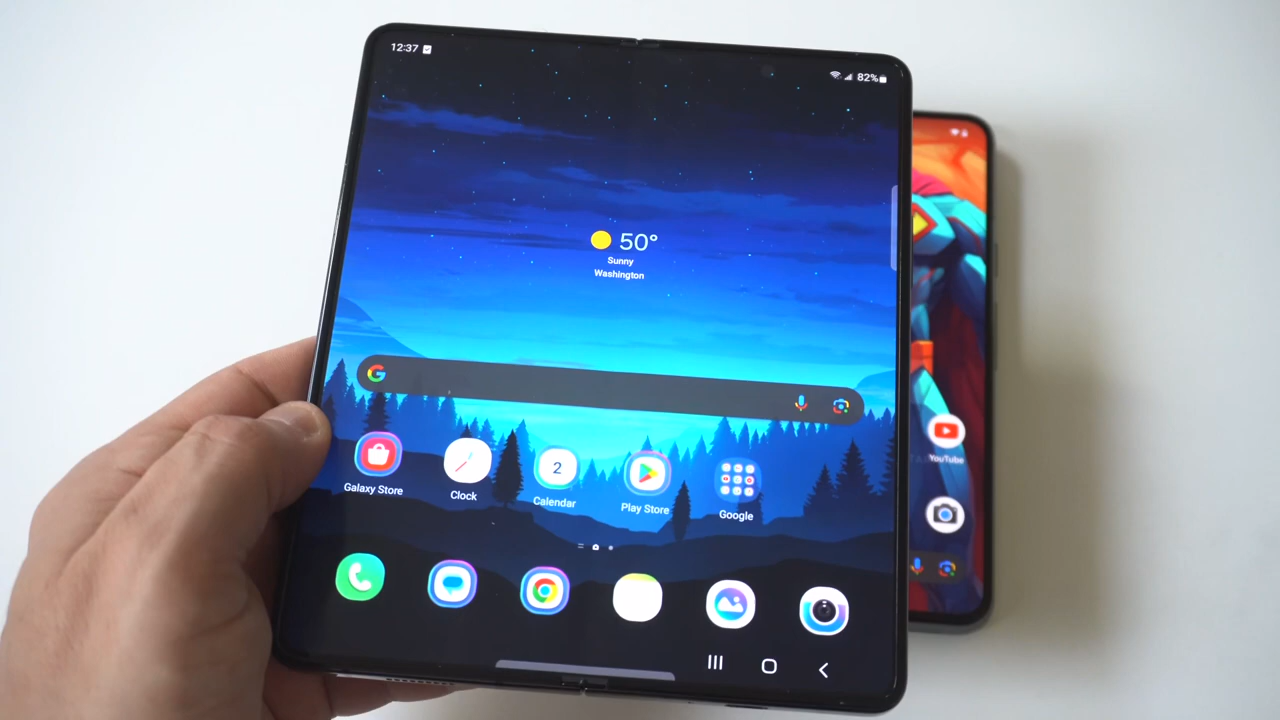 12:37
82%
50°
Sunny
Washington
YouTube
Galaxy Store
Clock
2
Calendar
Play Store
Google